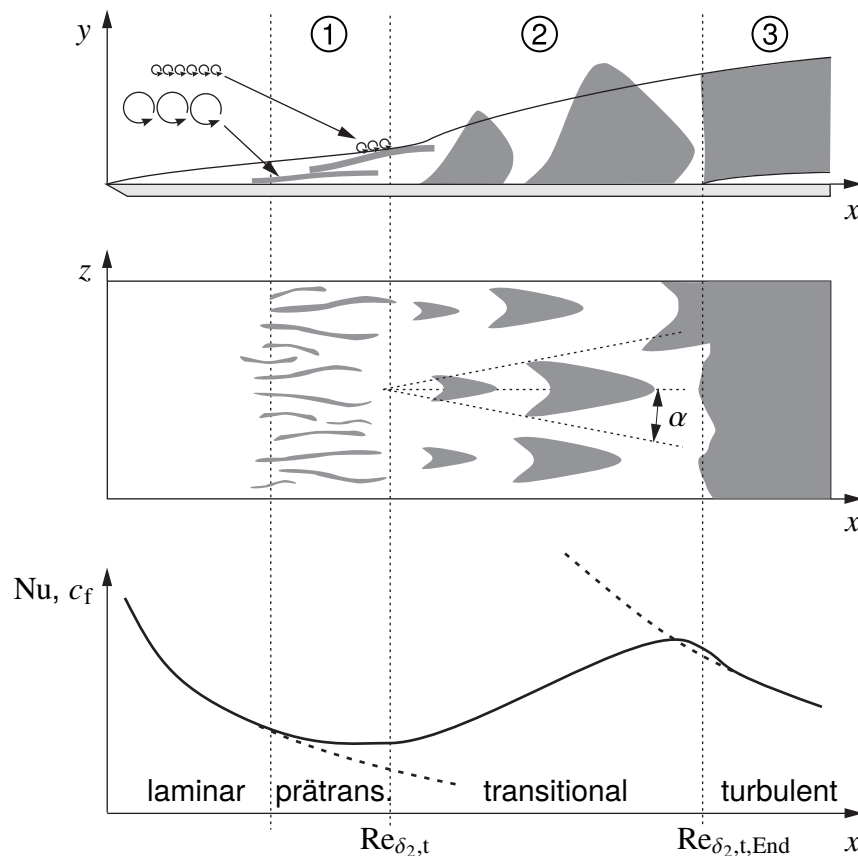 y ① ② ③
x
z
α
x
Nu, c_f
laminar prätrans. transitional turbulent
Re_δ₂,t Re_δ₂,t,End x